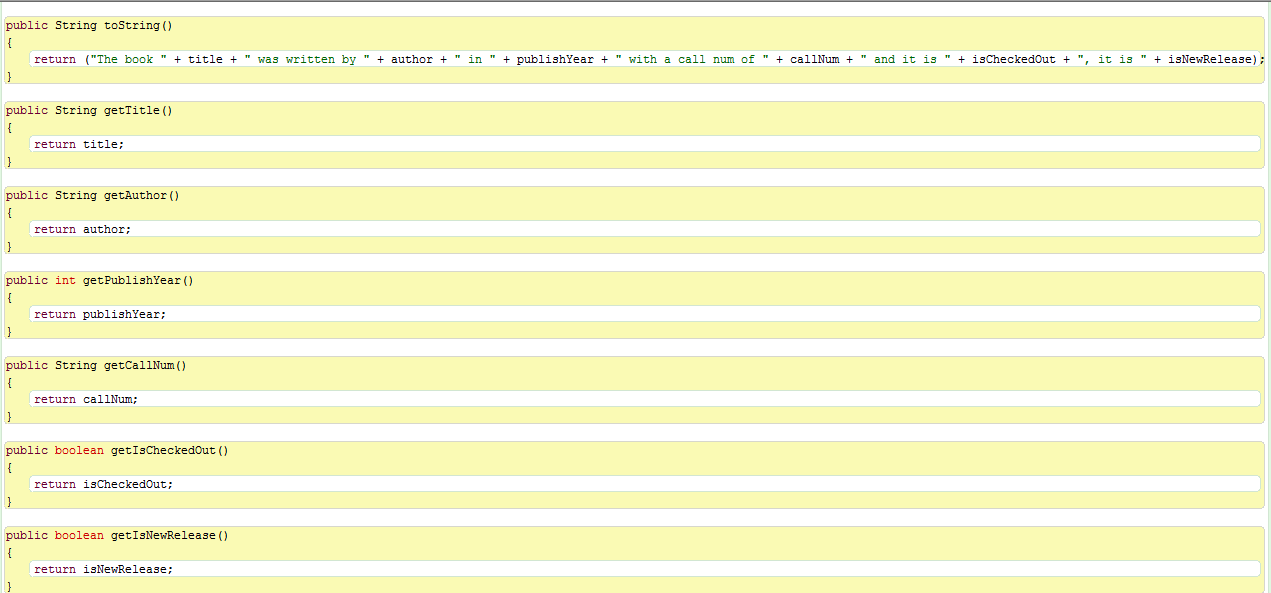 public String toString()
{
return ("The book " + title + " was written by " + author + " in " + publishYear + " with a call num of " + callNum + " and it is " + isCheckedOut + ", it is " + isNewRelease);
}
public String getTitle()
{
return title;
}
public String getAuthor()
{
return author;
}
public int getPublishYear()
{
return publishYear;
}
public String getCallNum()
{
return callNum;
}
public boolean getIsCheckedOut()
{
return isCheckedOut;
}
public boolean getIsNewRelease()
{
return isNewRelease;
}